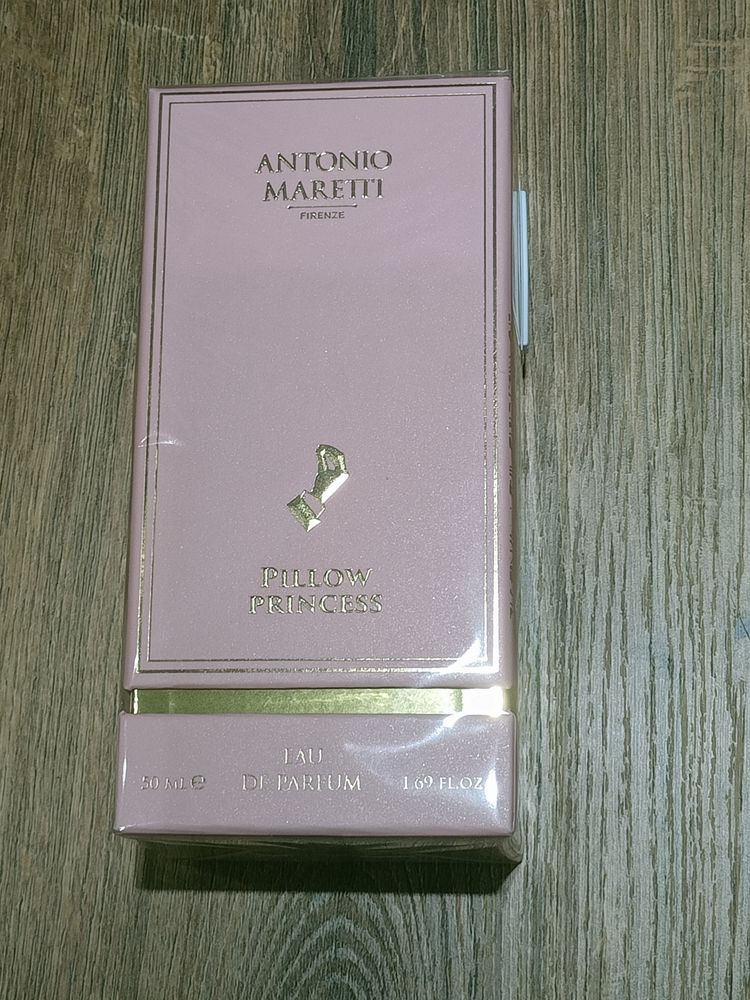 ANTONIO
MARETTI
FIRENZE
PILLOW
PRINCESS
EAU
50 ML e DE PARFUM 1.69 FL.OZ